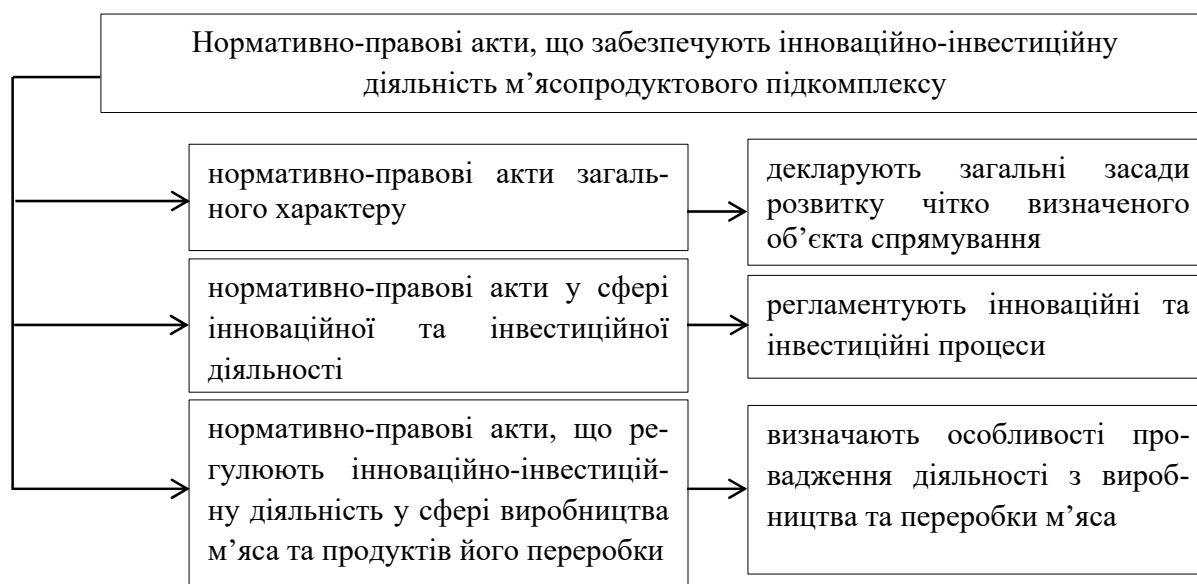 Нормативно-правові акти, що забезпечують інноваційно-інвестиційну
діяльність м’ясопродуктового підкомплексу
нормативно-правові акти загаль-
ного характеру
декларують загальні засади
розвитку чітко визначеного
об’єкта спрямування
нормативно-правові акти у сфері
інноваційної та інвестиційної
діяльності
регламентують інноваційні та
інвестиційні процеси
нормативно-правові акти, що ре-
гулюють інноваційно-інвестицій-
ну діяльність у сфері виробництва
м’яса та продуктів його переробки
визначають особливості про-
вадження діяльності з вироб-
ництва та переробки м’яса